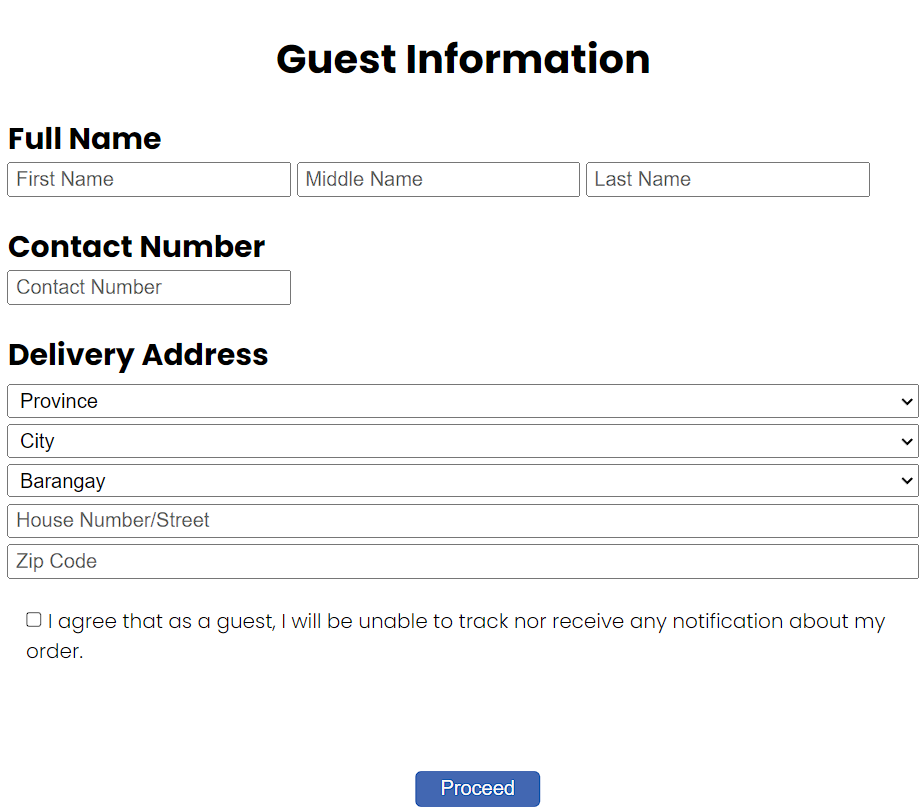 Guest Information
Full Name
First Name Middle Name Last Name
Contact Number
Contact Number
Delivery Address
Province
City
Barangay
House Number/Street
Zip Code
I agree that as a guest, I will be unable to track nor receive any notification about my
order.
Proceed